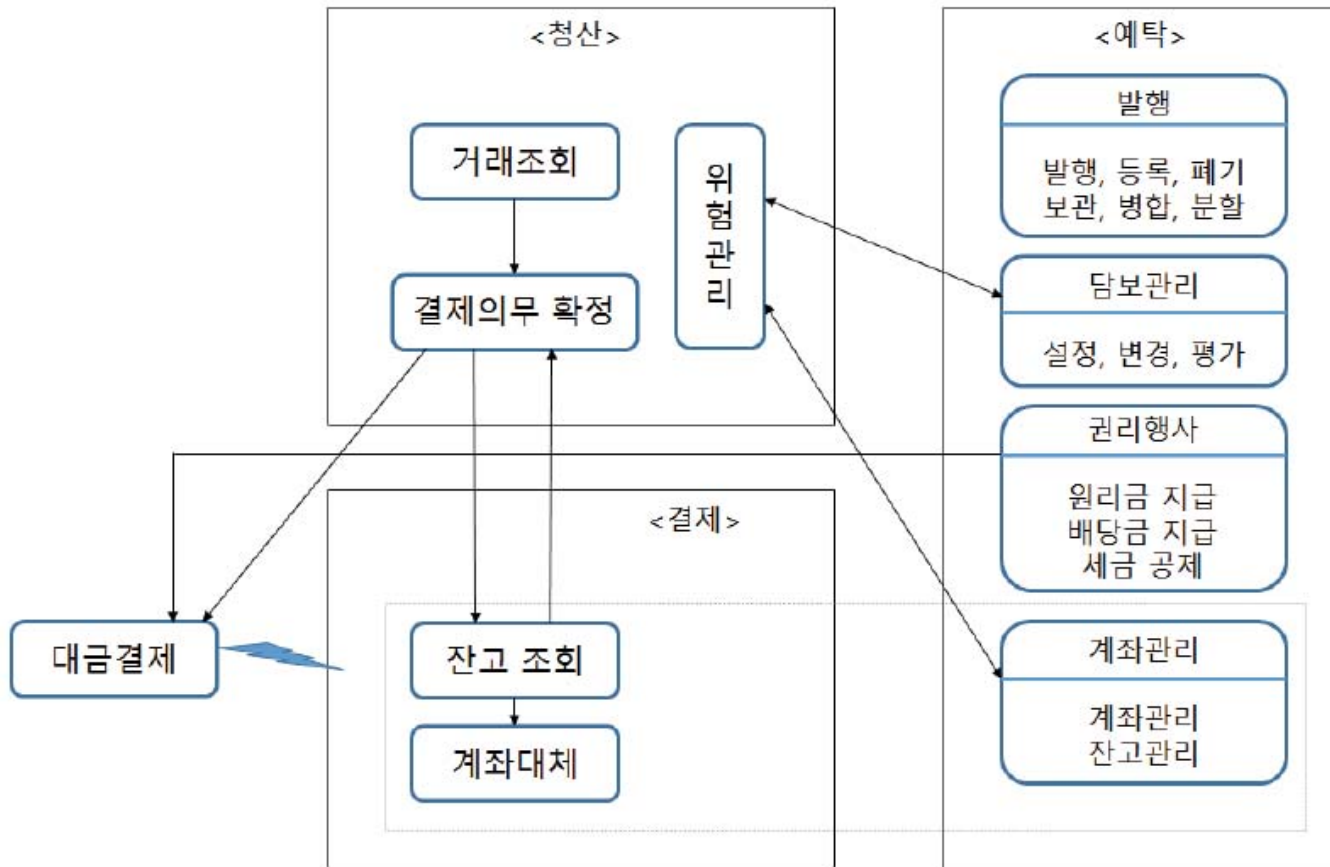 <청산>
거래조회
위험관리
결제의무 확정
<결제>
대금결제
잔고 조회
계좌대체
<예탁>
발행
발행, 등록, 폐기
보관, 병합, 분할
담보관리
설정, 변경, 평가
권리행사
원리금 지급
배당금 지급
세금 공제
계좌관리
계좌관리
잔고관리